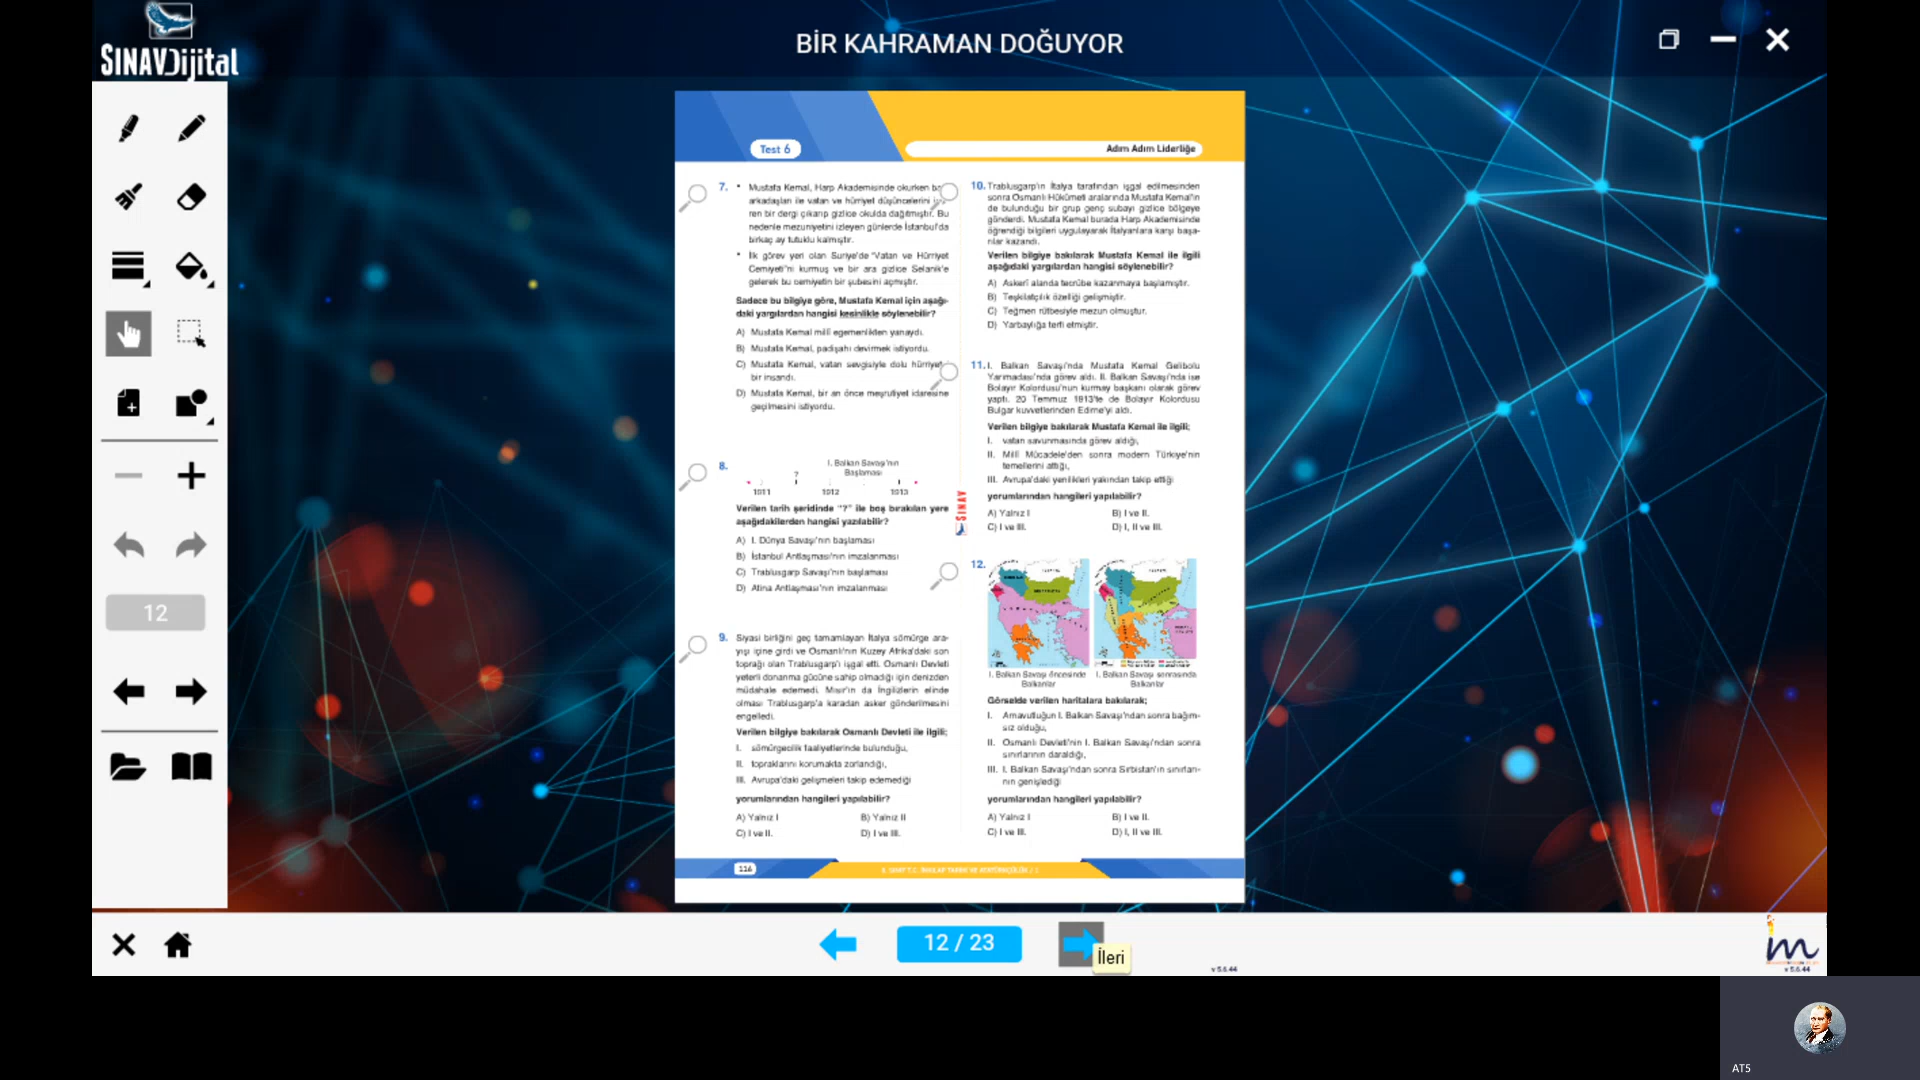 SINAVDijital
BİR KAHRAMAN DOĞUYOR
12
Test 6
Adım Adım Liderliğe
7. • Mustafa Kemal, Harp Akademisinde okurken
arkadaşları ile vatan ve hürriyet düşüncelerini
ren bir dergi çıkarıp gizlice okulda dağıtmıştır. Bu
nedenle mezuniyetini izleyen günlerde İstanbul'da
birkaç ay tutuklu kalmıştır.
• İlk görev yeri olan Suriye'de "Vatan ve Hürriyet
Cemiyeti"ni kurmuş ve bir ara gizlice Selanik'e
gelerek bu cemiyetin bir şubesini açmıştır.
Sadece bu bilgiye göre, Mustafa Kemal için aşağı-
daki yargılardan hangisi kesinlikle söylenebilir?
A) Mustafa Kemal millî egemenlikten yanaydı.
B) Mustafa Kemal, padişahı devirmek istiyordu.
C) Mustafa Kemal, vatan sevgisiyle dolu hürriyet
bir insandı.
D) Mustafa Kemal, bir an önce meşrutiyet idaresine
geçilmesini istiyordu.
8.
I. Balkan Savaşı'nın
Başlaması
?
1911 1912 1913
Verilen tarih şeridinde "?" ile boş bırakılan yere
aşağıdakilerden hangisi yazılabilir?
A) I. Dünya Savaşı'nın başlaması
B) İstanbul Antlaşması'nın imzalanması
C) Trablusgarp Savaşı'nın başlaması
D) Atina Antlaşması'nın imzalanması
9. Siyasi birliğini geç tamamlayan İtalya sömürge ara-
yışı içine girdi ve Osmanlı'nın Kuzey Afrika'daki son
toprağı olan Trablusgarp'ı işgal etti. Osmanlı Devleti
yeterli donanma gücüne sahip olmadığı için denizden
müdahale edemedi. Mısır'ın da İngilizlerin elinde
olması Trablusgarp'a karadan asker gönderilmesini
engelledi.
Verilen bilgiye bakılarak Osmanlı Devleti ile ilgili;
I. sömürgecilik faaliyetlerinde bulunduğu,
II. topraklarını korumakta zorlandığı,
III. Avrupa'daki gelişmeleri takip edemediği
yorumlarından hangileri yapılabilir?
A) Yalnız I B) Yalnız II
C) I ve II. D) I ve III.
SINAV
10. Trablusgarp'ın İtalya tarafından işgal edilmesinden
sonra Osmanlı Hükûmeti aralarında Mustafa Kemal'in
de bulunduğu bir grup genç subayı gizlice bölgeye
gönderdi. Mustafa Kemal burada Harp Akademisinde
öğrendiği bilgileri uygulayarak İtalyanlara karşı başa-
rılar kazandı.
Verilen bilgiye bakılarak Mustafa Kemal ile ilgili
aşağıdaki yargılardan hangisi söylenebilir?
A) Askerî alanda tecrübe kazanmaya başlamıştır.
B) Teşkilatçılık özelliği gelişmiştir.
C) Teğmen rütbesiyle mezun olmuştur.
D) Yarbaylığa terfi etmiştir.
11. I. Balkan Savaşı'nda Mustafa Kemal Gelibolu
Yarımadası'nda görev aldı. II. Balkan Savaşı'nda ise
Bolayır Kolordusu'nun kurmay başkanı olarak görev
yaptı. 20 Temmuz 1913'te de Bolayır Kolordusu
Bulgar kuvvetlerinden Edirne'yi aldı.
Verilen bilgiye bakılarak Mustafa Kemal ile ilgili;
I. vatan savunmasında görev aldığı,
II. Millî Mücadele'den sonra modern Türkiye'nin
temellerini attığı,
III. Avrupa'daki yenilikleri yakından takip ettiği
yorumlarından hangileri yapılabilir?
A) Yalnız I B) I ve II.
C) I ve III. D) I, II ve III.
12.
I. Balkan Savaşı öncesinde
Balkanlar
I. Balkan Savaşı sonrasında
Balkanlar
Görselde verilen haritalara bakılarak;
I. Arnavutluğun I. Balkan Savaşı'ndan sonra bağım-
sız olduğu,
II. Osmanlı Devleti'nin I. Balkan Savaşı'ndan sonra
sınırlarının daraldığı,
III. I. Balkan Savaşı'ndan sonra Sırbistan'ın sınırları-
nın genişlediği
yorumlarından hangileri yapılabilir?
A) Yalnız I B) I ve II.
C) I ve III. D) I, II ve III.
116
8. SINIF T.C. İNKILAP TARİHİ VE ATATÜRKÇÜLÜK / 1
12 / 23
İleri
v 5.6.44
v 5.6.44
AT5